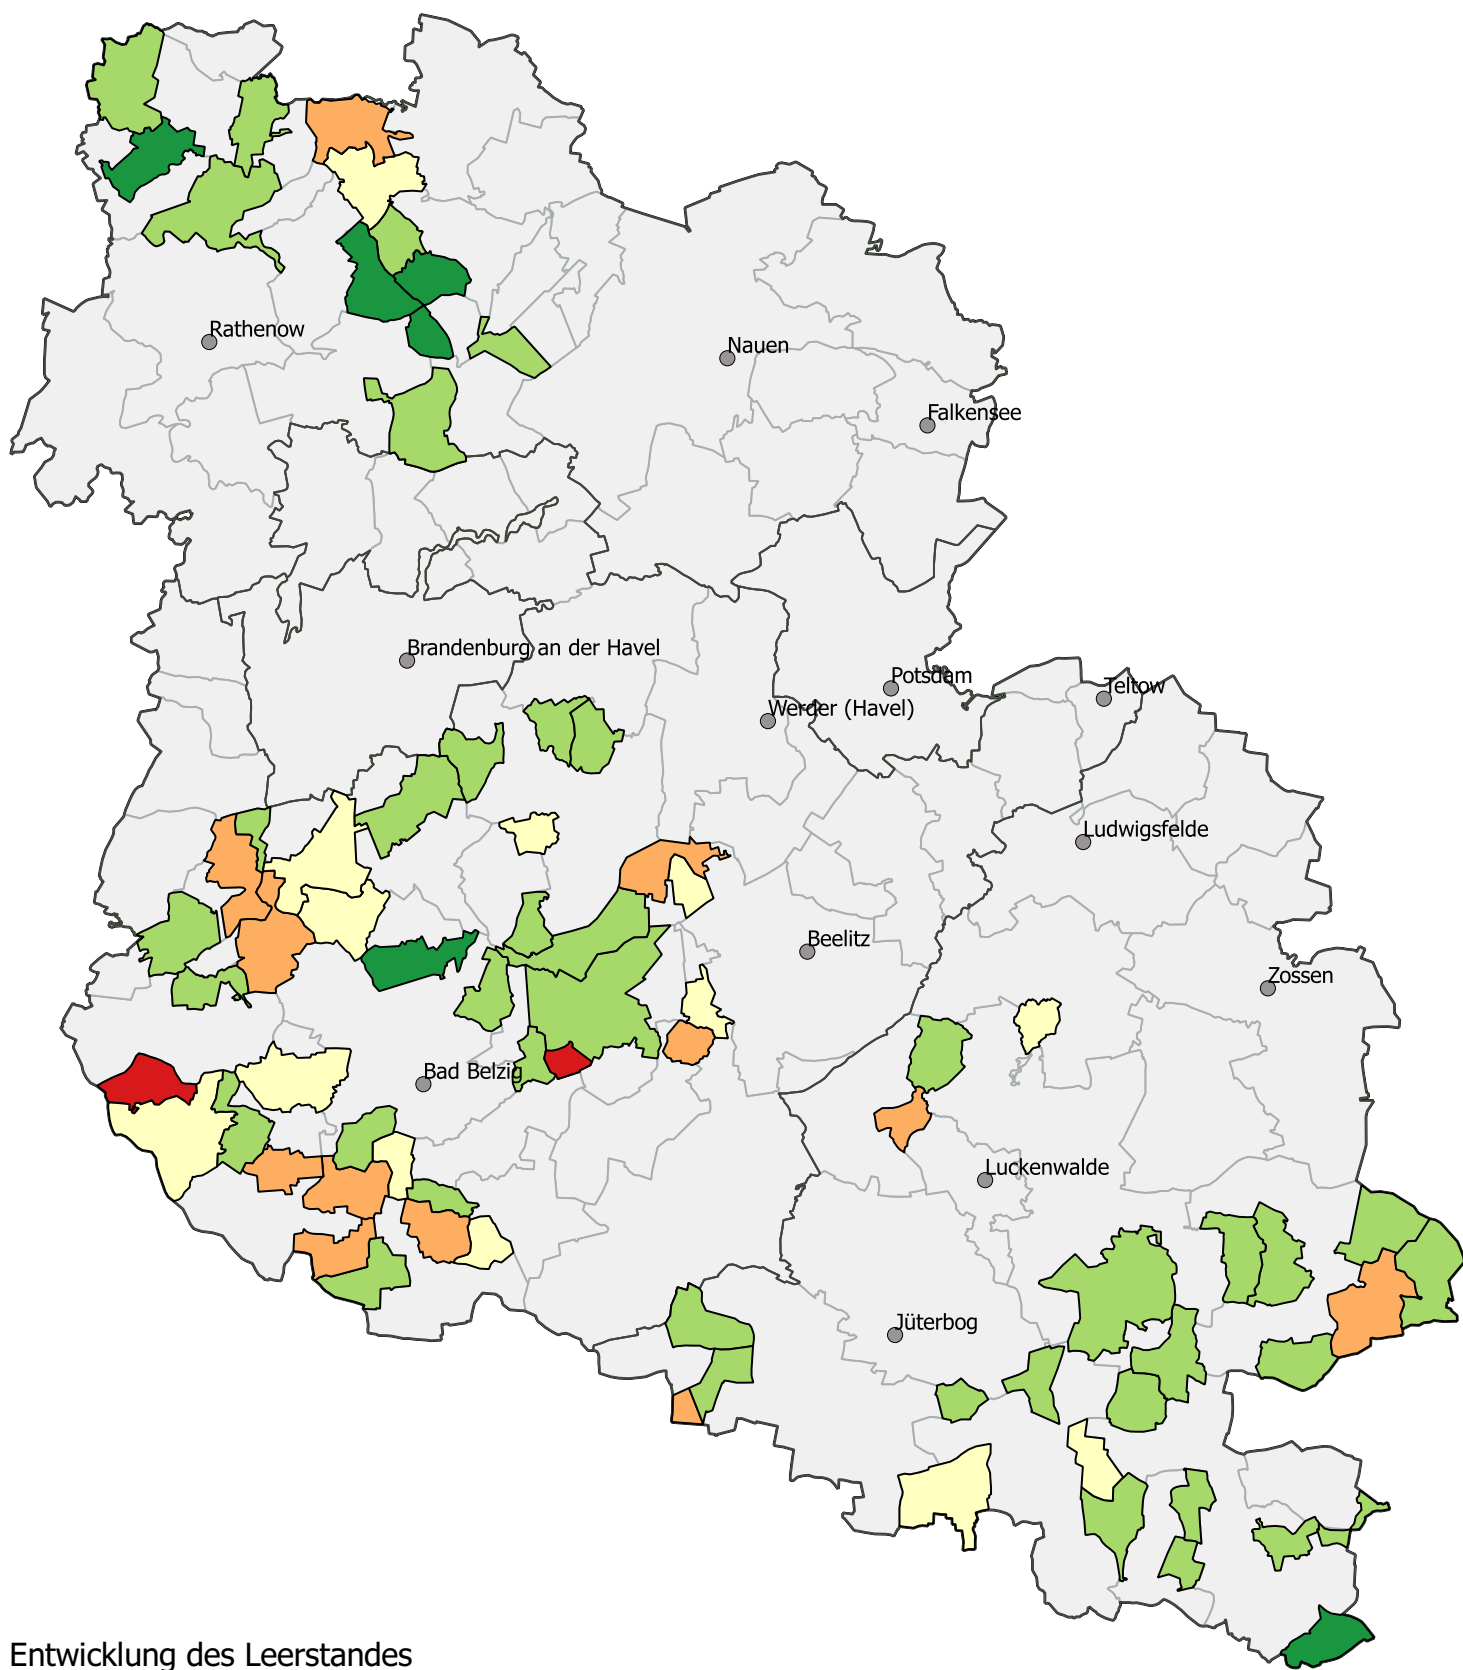 Rathenow
Nauen
Falkensee
Brandenburg an der Havel
Potsdam
Teltow
Werder (Havel)
Ludwigsfelde
Beelitz
Zossen
Bad Belzig
Luckenwalde
Jüterbog
Entwicklung des Leerstandes